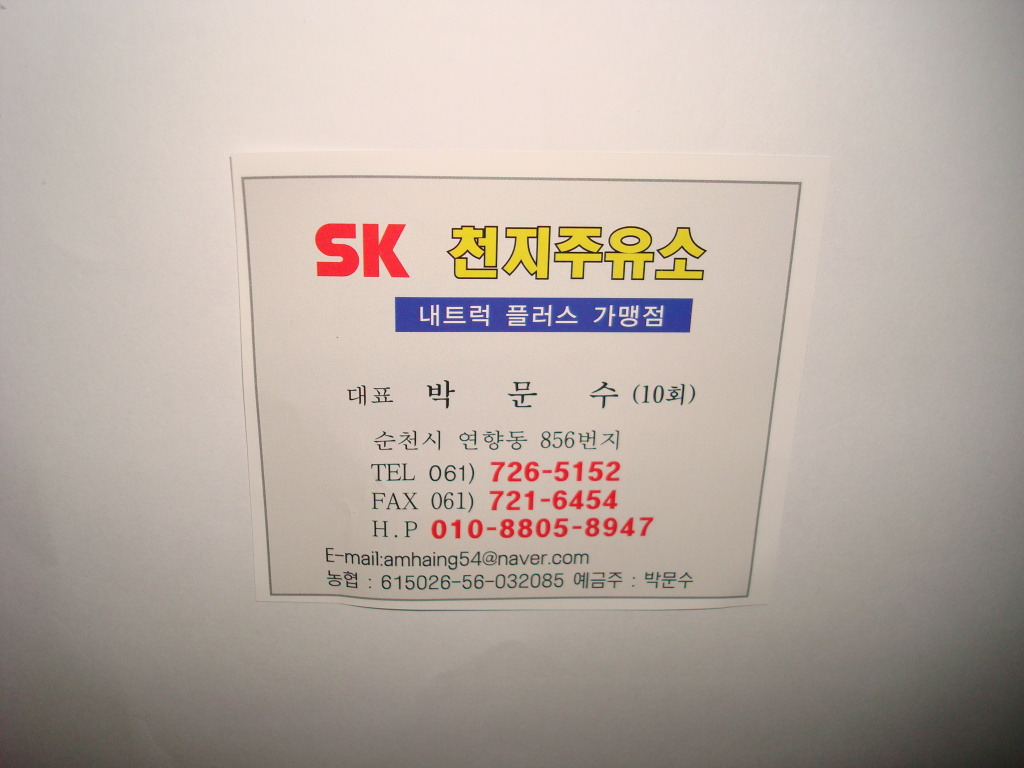 SK 천지주유소
내트럭 플러스 가맹점
대표 박 문 수 (10회)
순천시 연향동 856번지
TEL 061) 726-5152
FAX 061) 721-6454
H.P 010-8805-8947
E-mail:amhaing54@naver.com
농협 : 615026-56-032085 예금주 : 박문수